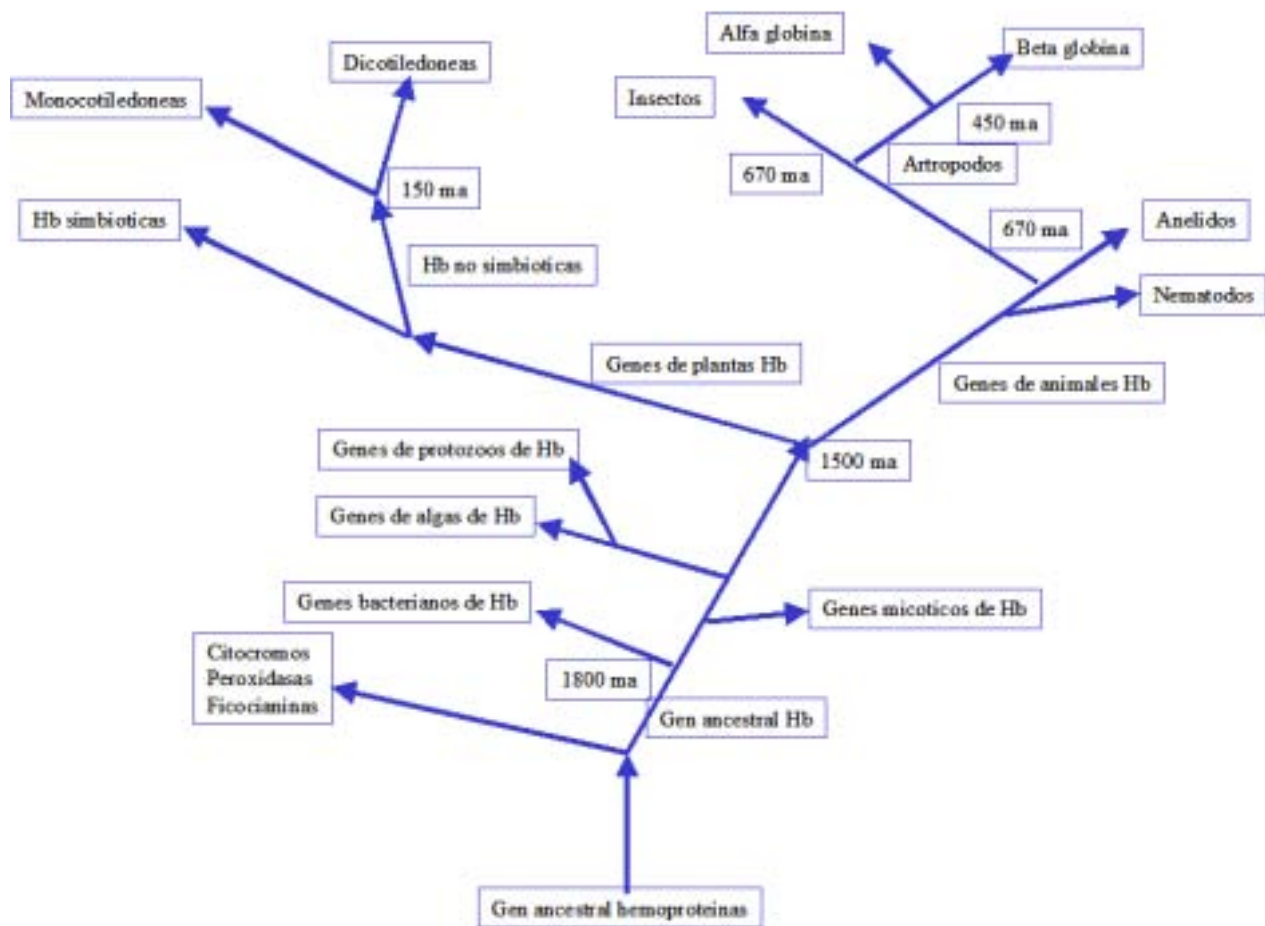 Alfa globina
Beta globina
Dicotiledoneas
Monocotiledoneas
Insectos
450 ma
Artropodos
670 ma
150 ma
Hb simbioticas
Anelidos
670 ma
Hb no simbioticas
Nematodos
Genes de plantas Hb
Genes de animales Hb
Genes de protozoos de Hb
1500 ma
Genes de algas de Hb
Genes bacterianos de Hb
Genes micoticos de Hb
Citocromos
Peroxidasas
Ficocianinas
1800 ma
Gen ancestral Hb
Gen ancestral hemoproteinas